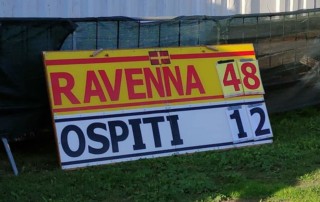 RAVENNA 48
OSPITI 12